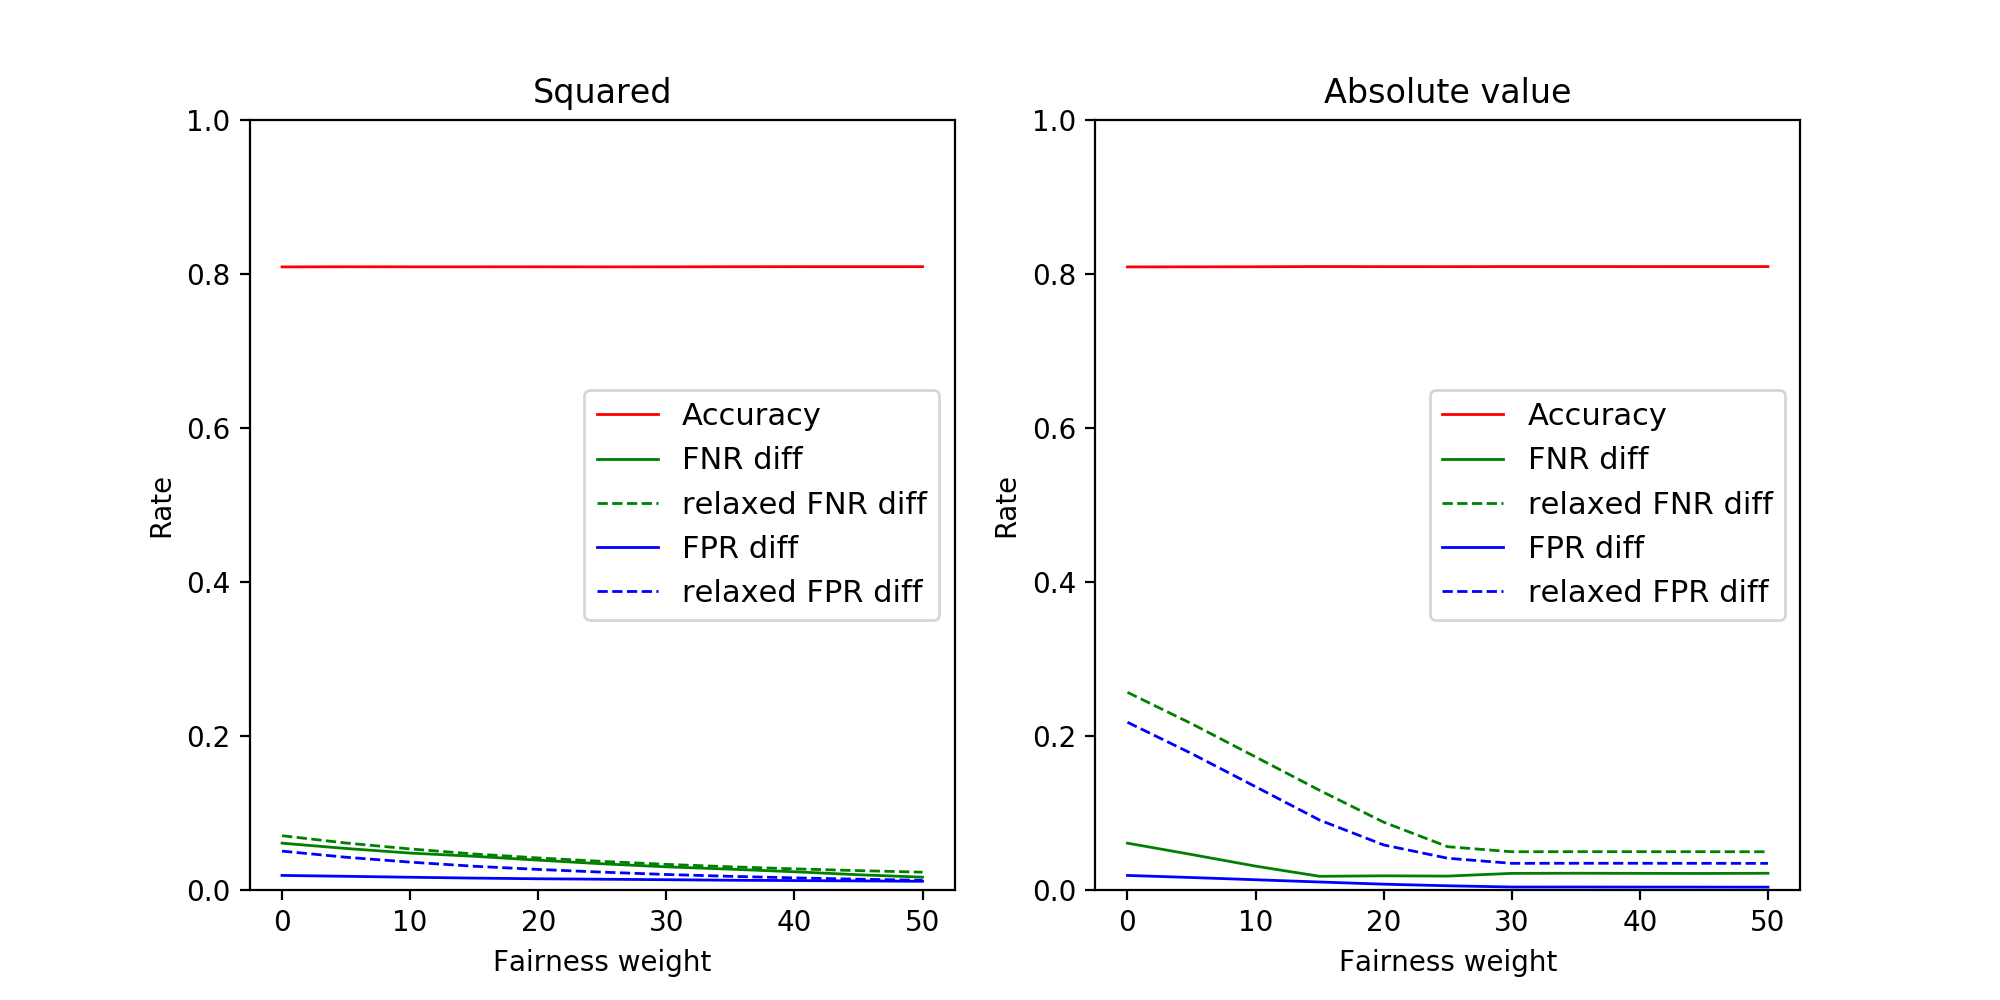 Squared
1.0
0.8
0.6
0.4
0.2
0.0
Rate
Accuracy
FNR diff
relaxed FNR diff
FPR diff
relaxed FPR diff
0 10 20 30 40 50
Fairness weight
Absolute value
1.0
0.8
0.6
0.4
0.2
0.0
Rate
Accuracy
FNR diff
relaxed FNR diff
FPR diff
relaxed FPR diff
0 10 20 30 40 50
Fairness weight